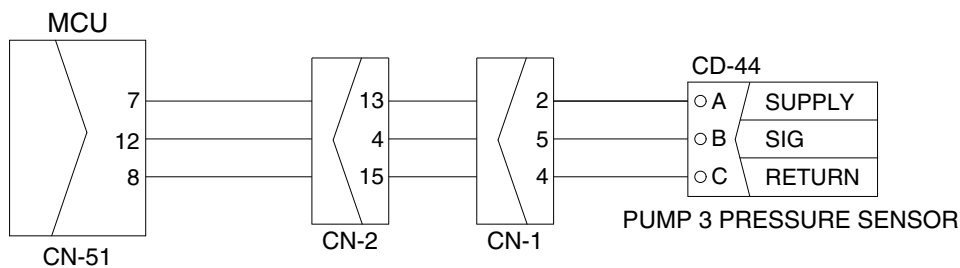 MCU
CD-44
7 13 2 A SUPPLY
12 4 5 B SIG
8 15 4 C RETURN
PUMP 3 PRESSURE SENSOR
CN-2 CN-1
CN-51